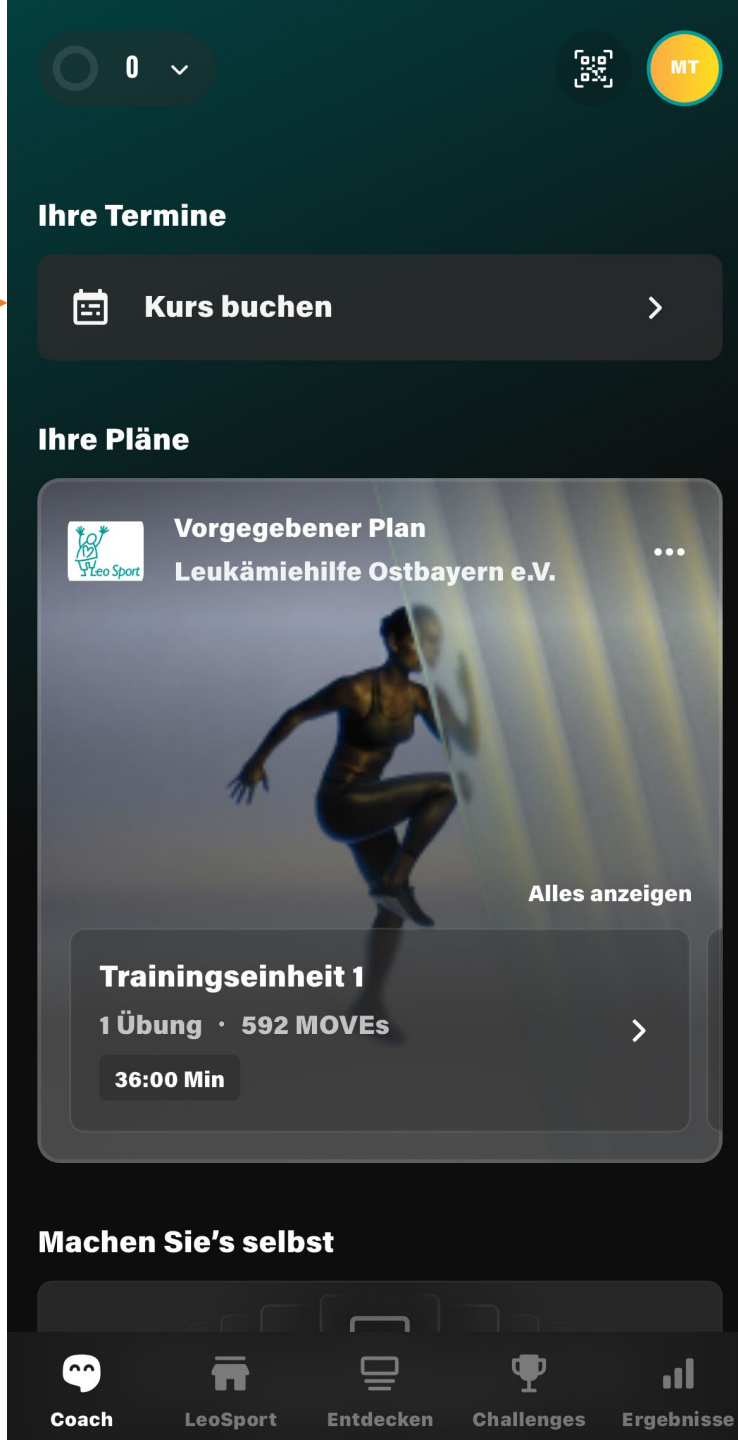 0
MT
Ihre Termine
Kurs buchen
Ihre Pläne
Vorgegebener Plan
Leo Sport
Leukämiehilfe Ostbayern e.V.
Alles anzeigen
Trainingseinheit 1
1 Übung · 592 MOVEs
36:00 Min
Machen Sie’s selbst
Coach
LeoSport
Entdecken
Challenges
Ergebnisse